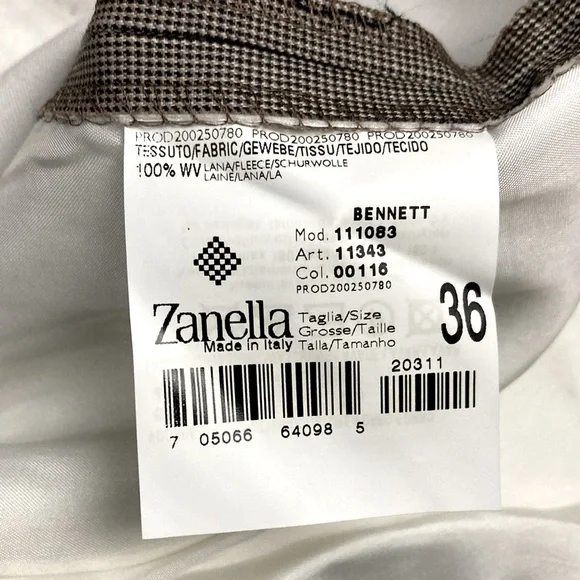 PROD200250780 PROD200250780 PROD200250780
TESSUTO/FABRIC/GEWEBE/TISSU/TEJIDO/TECIDO
100% WV LANA/FLEECE/SCHURWOLLE
LAINE/LANA/LA
BENNETT
Mod. 111083
Art. 11343
Col. 00116
PROD200250780
Zanella
Made in Italy
Taglia/Size
Grosse/Taille
Talla/Tamanho
36
20311
7 05066 64098 5